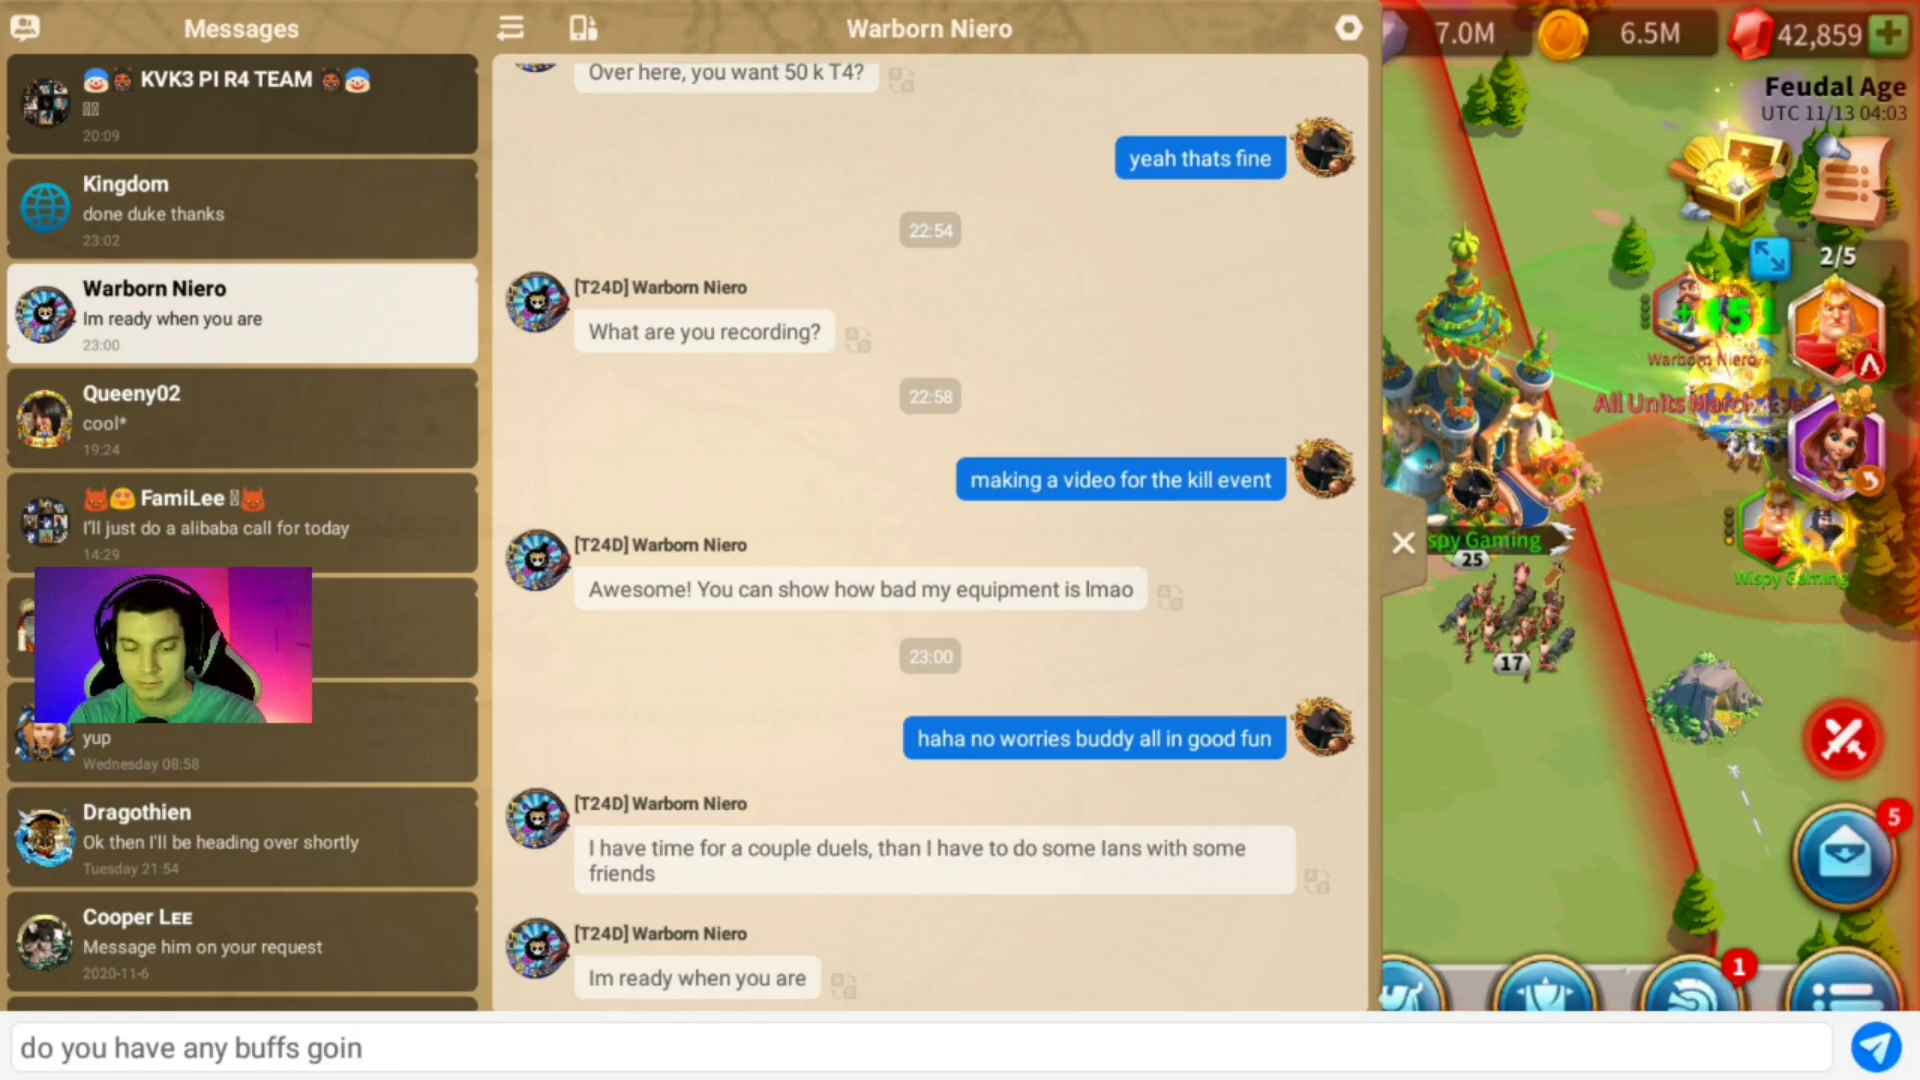 Messages
KVK3 PI R4 TEAM
20:09
Kingdom
done duke thanks
23:02
Warborn Niero
Im ready when you are
23:00
Queeny02
cool*
19:24
FamiLee
I'll just do a alibaba call for today
14:29
yup
Wednesday 08:58
Dragothien
Ok then I'll be heading over shortly
Tuesday 21:54
Cooper LEE
Message him on your request
2020-11-6
Warborn Niero
Over here, you want 50 k T4?
yeah thats fine
22:54
[T24D] Warborn Niero
What are you recording?
22:58
making a video for the kill event
[T24D] Warborn Niero
Awesome! You can show how bad my equipment is lmao
23:00
haha no worries buddy all in good fun
[T24D] Warborn Niero
I have time for a couple duels, than I have to do some lans with some
friends
[T24D] Warborn Niero
Im ready when you are
do you have any buffs goin
7.0M
6.5M
42,859
Feudal Age
UTC 11/13 04:03
2/5
Warborn Niero
All Units March
spy Gaming
25
Wispy Gaming
17
5
1